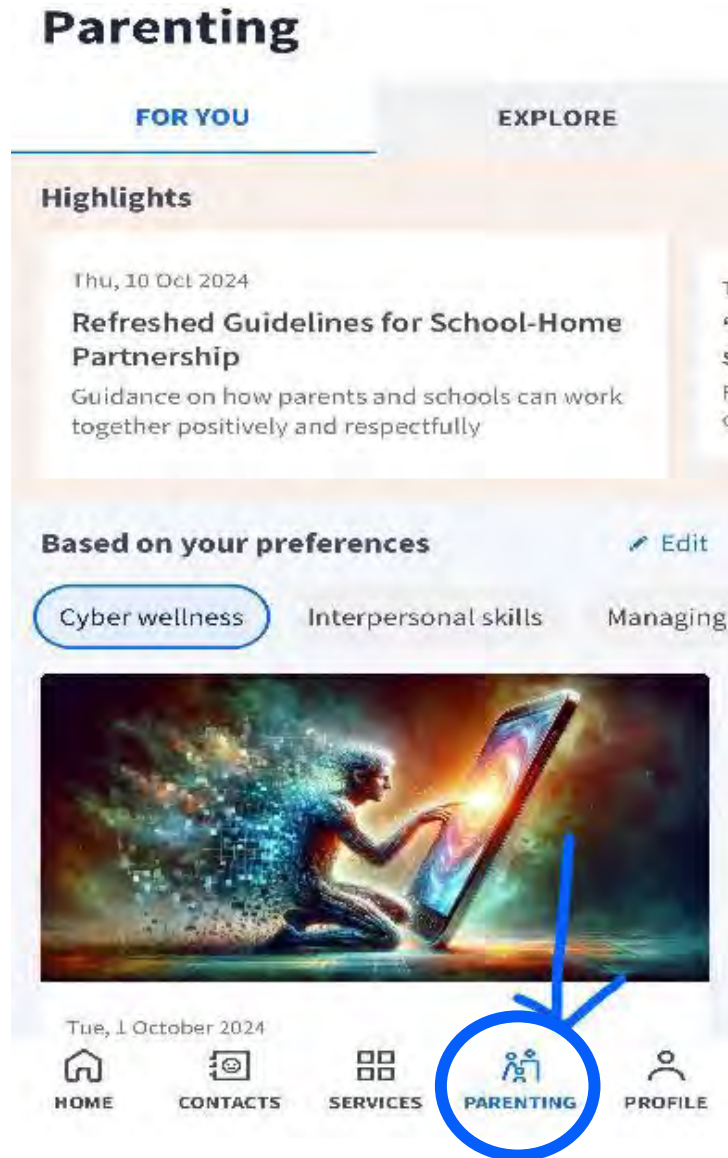 Parenting
FOR YOU
EXPLORE
Highlights
Thu, 10 Oct 2024
Refreshed Guidelines for School-Home
Partnership
Guidance on how parents and schools can work
together positively and respectfully
Based on your preferences
Edit
Cyber wellness
Interpersonal skills
Managing
Tue, 1 October 2024
HOME
CONTACTS
SERVICES
PARENTING
PROFILE